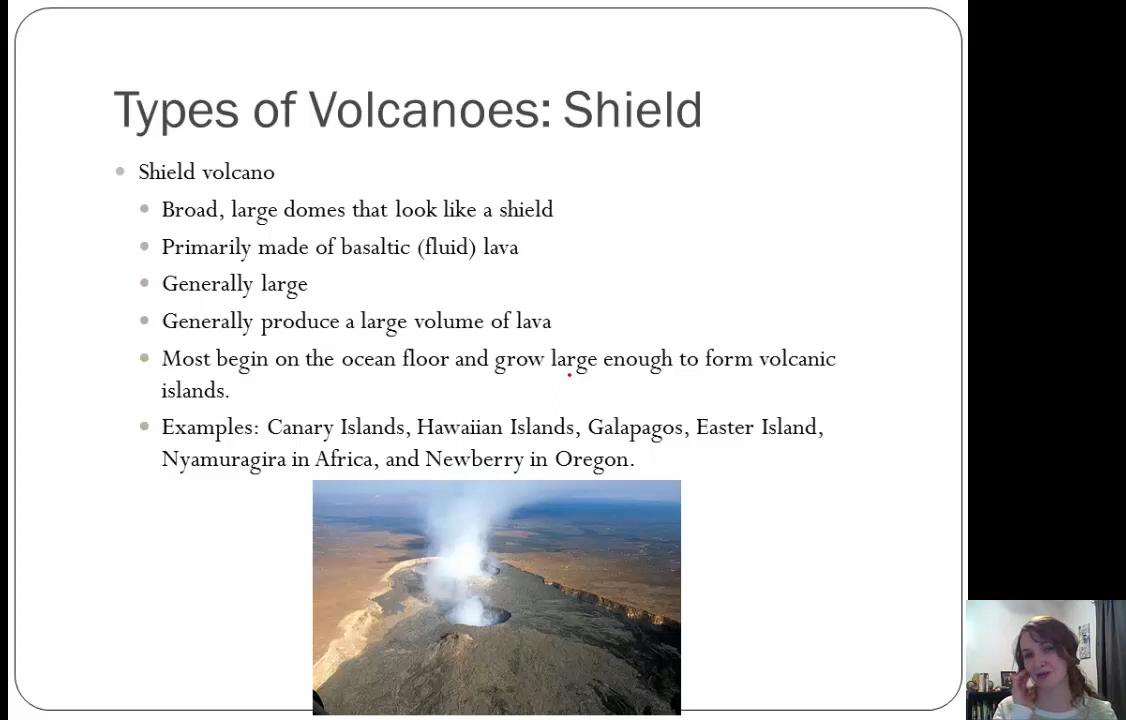 Types of Volcanoes: Shield
Shield volcano
Broad, large domes that look like a shield
Primarily made of basaltic (fluid) lava
Generally large
Generally produce a large volume of lava
Most begin on the ocean floor and grow large enough to form volcanic
islands.
Examples: Canary Islands, Hawaiian Islands, Galapagos, Easter Island,
Nyamuragira in Africa, and Newberry in Oregon.